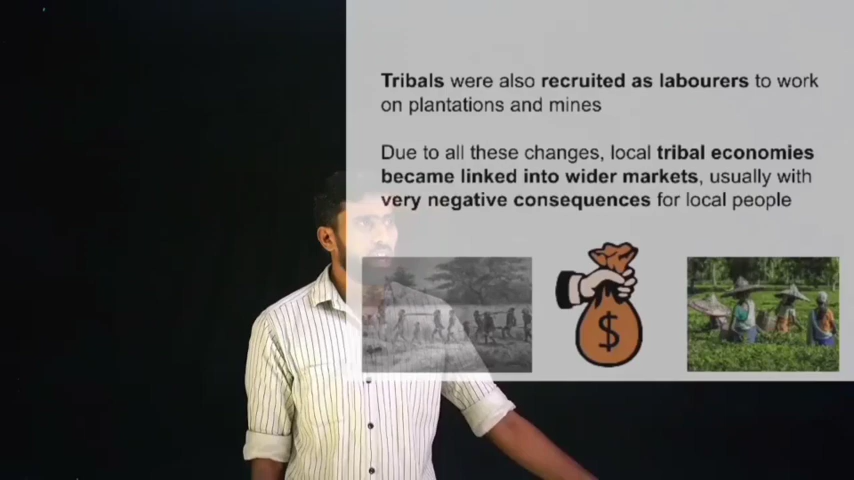 Tribals were also recruited as labourers to work
on plantations and mines
Due to all these changes, local tribal economies
became linked into wider markets, usually with
very negative consequences for local people
$